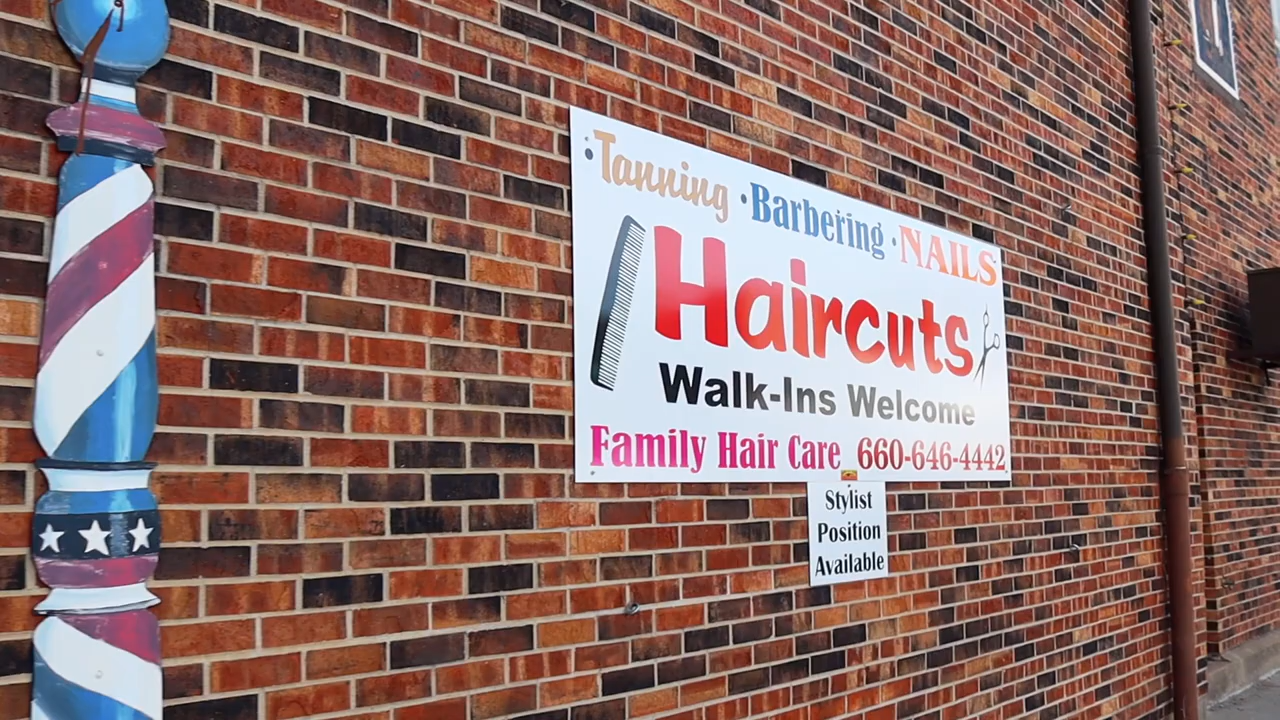 Tanning · Barbering · NAILS
Haircuts
Walk-Ins Welcome
Family Hair Care 660-646-4442
Stylist
Position
Available